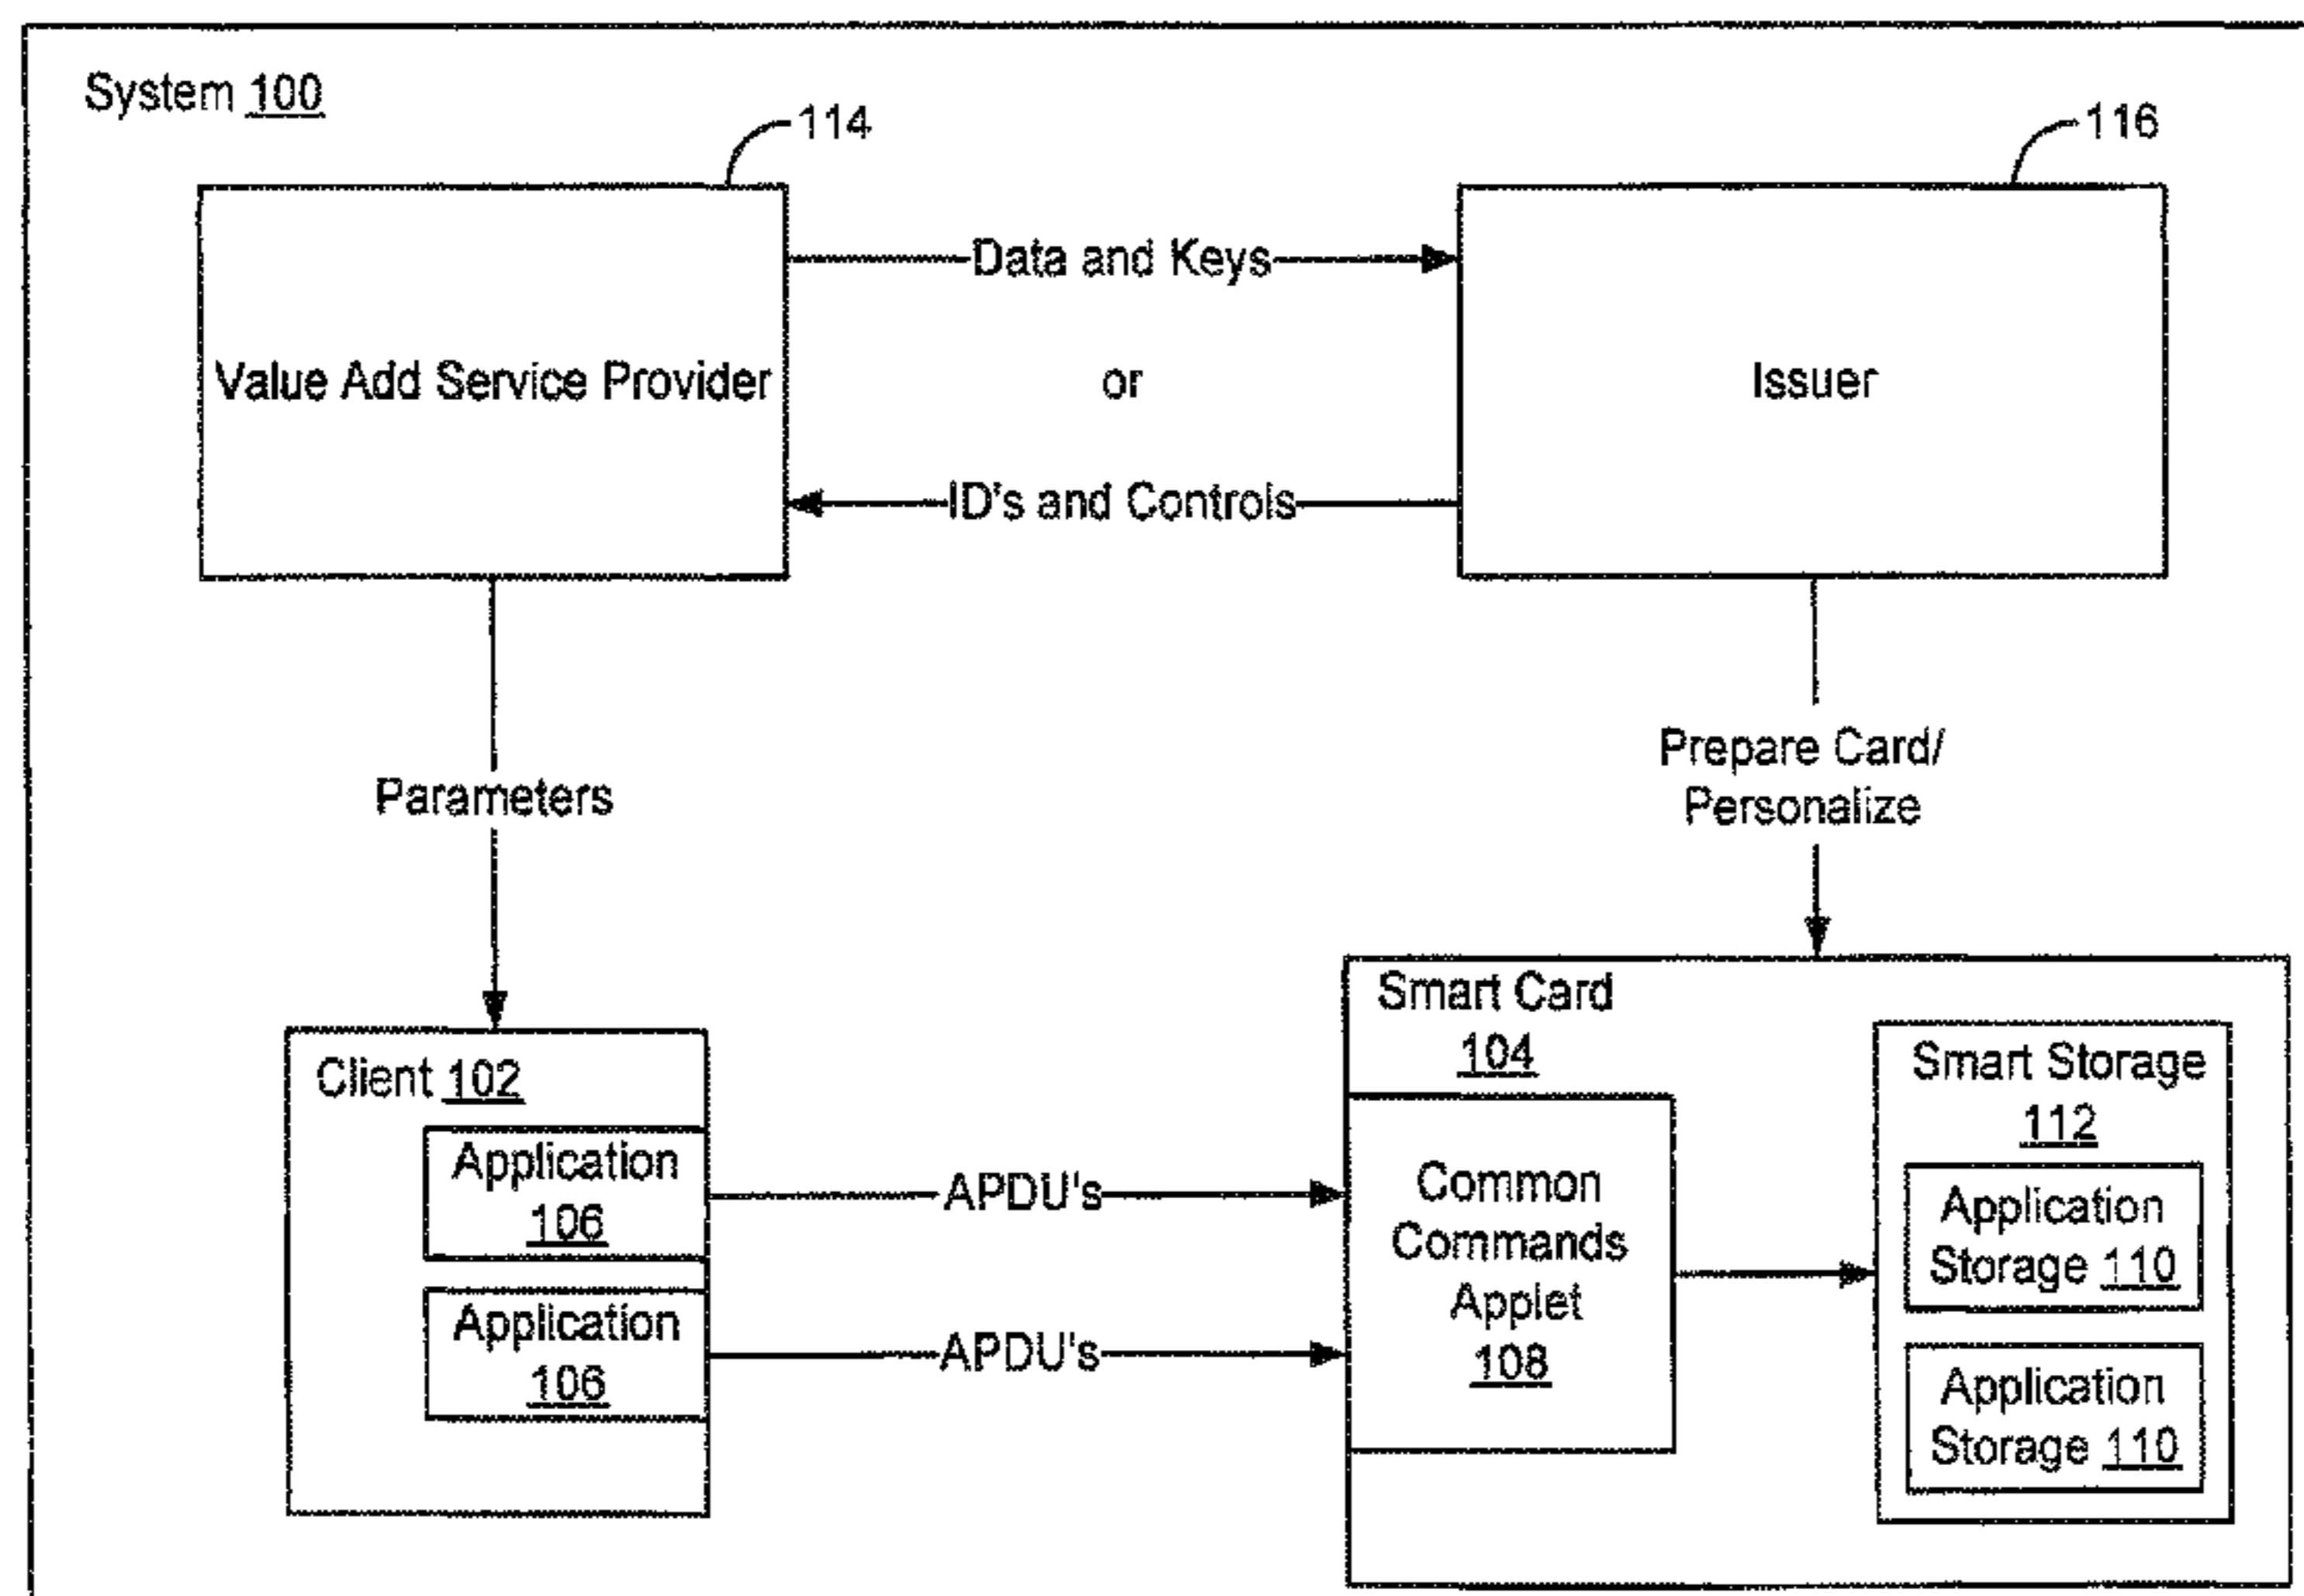 System 100
114
116
Data and Keys
Value Add Service Provider
or
Issuer
ID's and Controls
Parameters
Prepare Card/
Personalize
Client 102
Application
106
Application
106
APDU's
APDU's
Smart Card
104
Common
Commands
Applet
108
Smart Storage
112
Application
Storage 110
Application
Storage 110